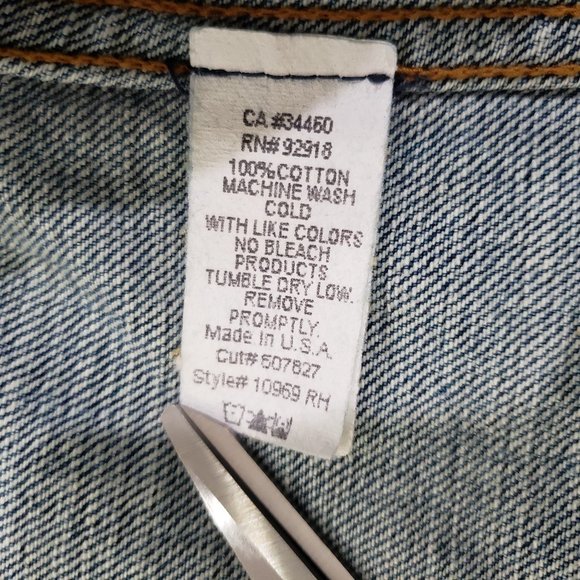 CA #34460
RN# 92918
100% COTTON
MACHINE WASH
COLD
WITH LIKE COLORS
NO BLEACH
PRODUCTS
TUMBLE DRY LOW.
REMOVE
PROMPTLY.
Made In U.S.A.
Cut# 607827
Style# 10969 RH